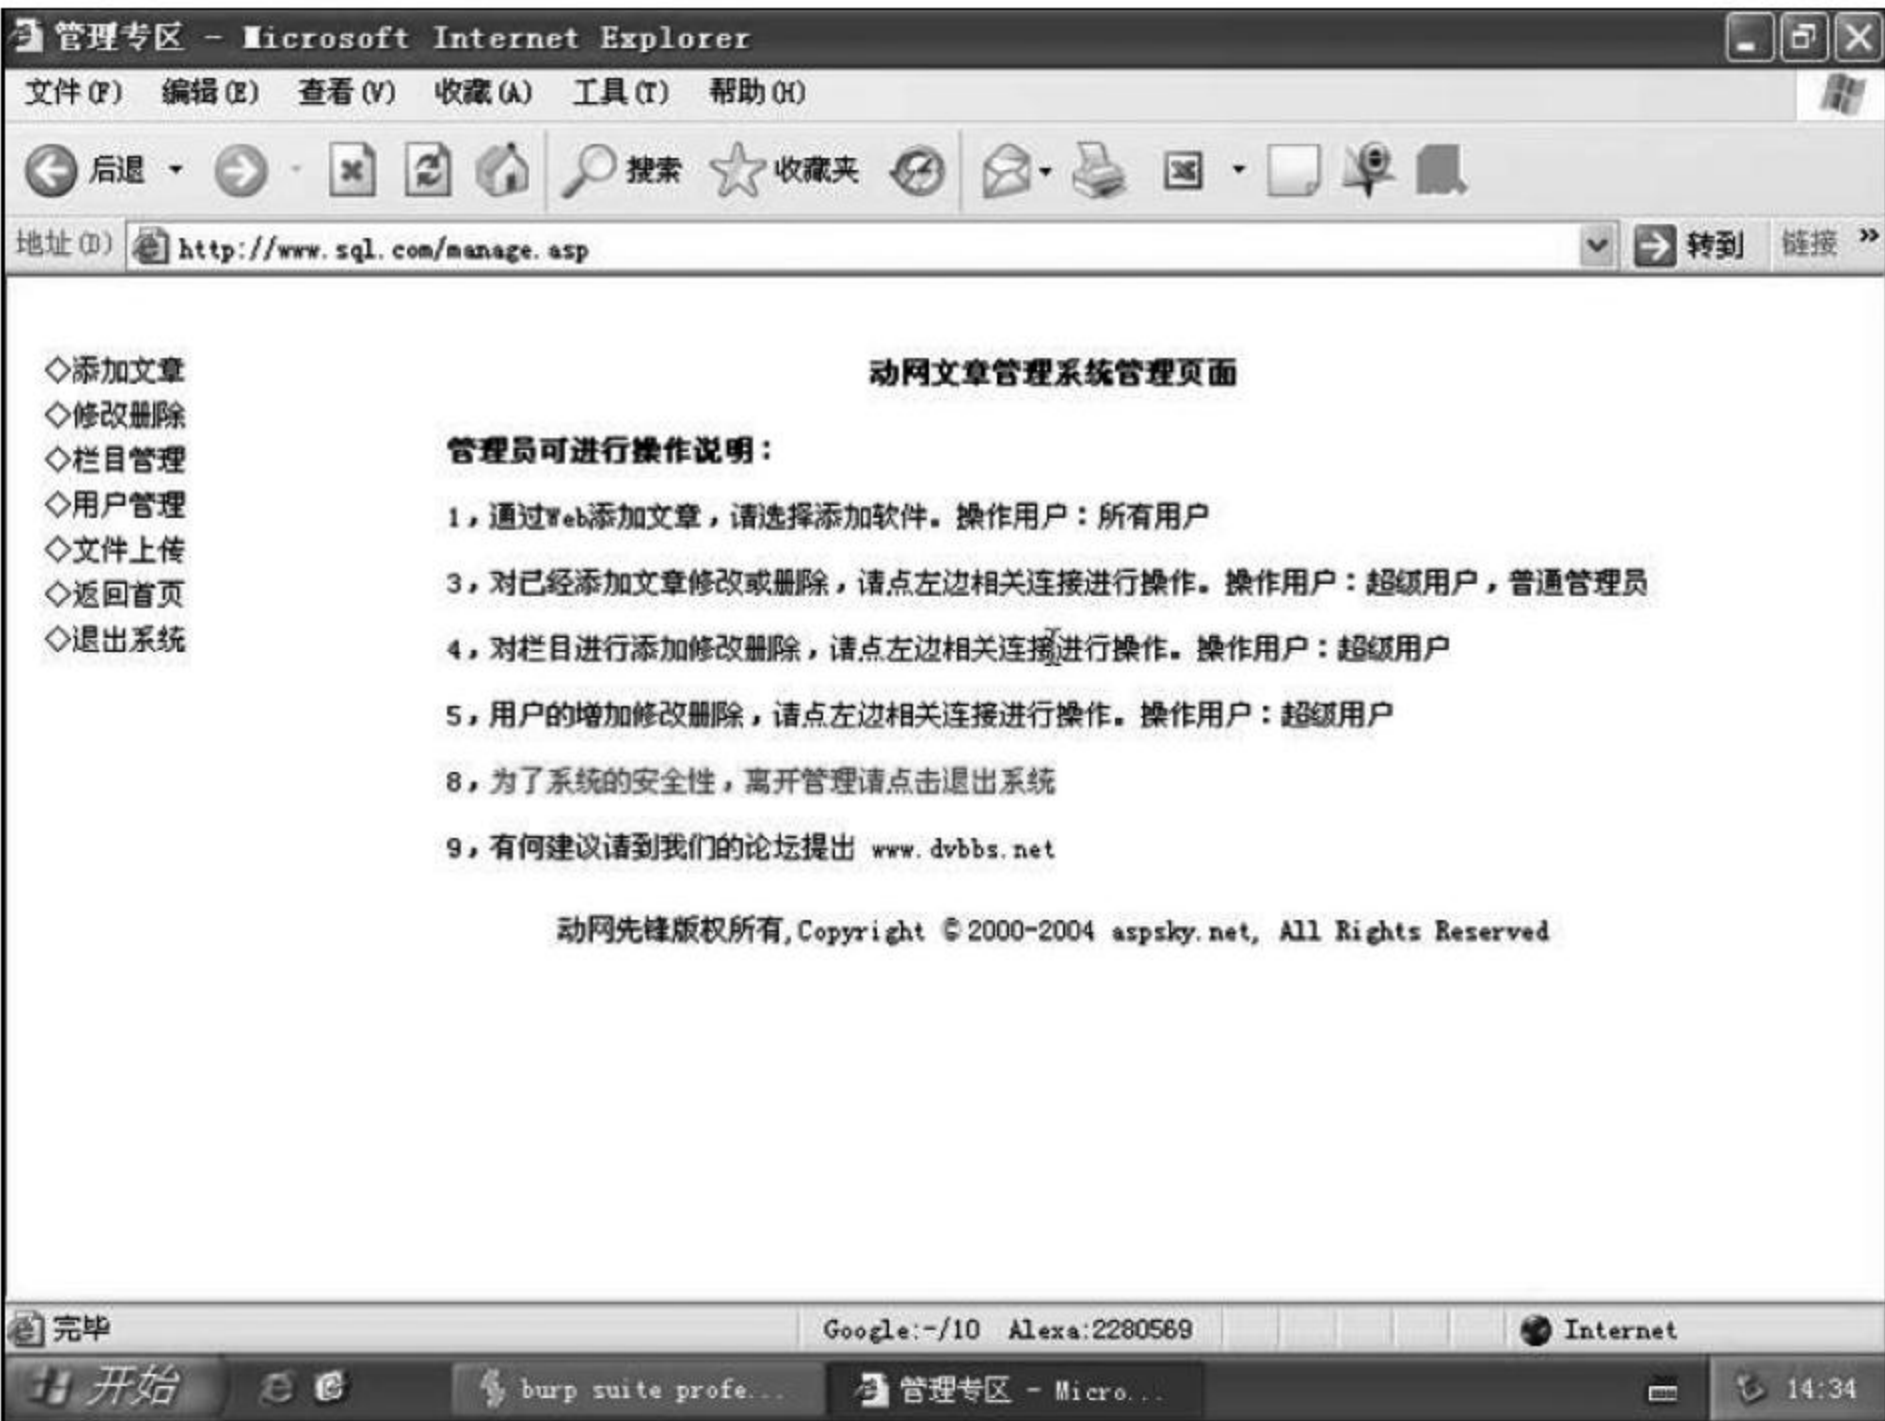 管理专区 - Microsoft Internet Explorer
文件(F) 编辑(E) 查看(V) 收藏(A) 工具(T) 帮助(H)
后退 搜索 收藏夹
地址(D) http://www.sql.com/manage.asp 转到 链接 »
◇添加文章
◇修改删除
◇栏目管理
◇用户管理
◇文件上传
◇返回首页
◇退出系统
动网文章管理系统管理页面
管理员可进行操作说明：
1，通过Web添加文章，请选择添加软件。操作用户：所有用户
3，对已经添加文章修改或删除，请点左边相关连接进行操作。操作用户：超级用户，普通管理员
4，对栏目进行添加修改删除，请点左边相关连接进行操作。操作用户：超级用户
5，用户的增加修改删除，请点左边相关连接进行操作。操作用户：超级用户
8，为了系统的安全性，离开管理请点击退出系统
9，有何建议请到我们的论坛提出 www.dvbbs.net
动网先锋版权所有,Copyright ©2000-2004 aspsky.net, All Rights Reserved
完毕 Google:-/10 Alexa:2280569 Internet
开始 burp suite profe... 管理专区 - Micro... 14:34